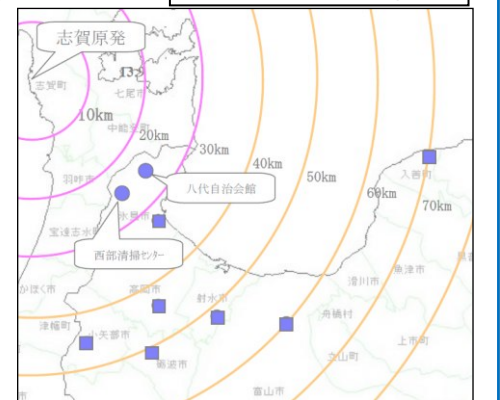 志賀原発
志賀町
13.9
七尾市
10km
中能登町
20km
30km
40km
羽咋市
八代自治会館
50km
入善町
60km
70km
氷見市
宝達志水町
西部清掃センター
かほく市
高岡市
射水市
滑川市
魚津市
津幡町
小矢部市
舟橋村
上市町
砺波市
立山町
富山市